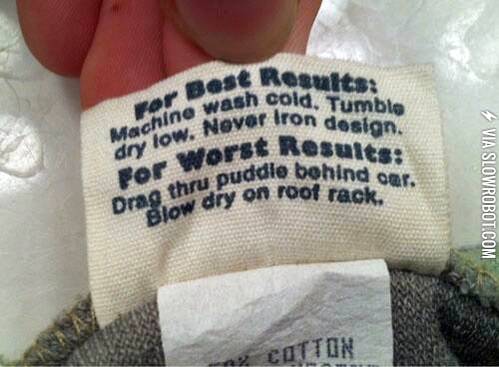 For Best Results:
Machine wash cold. Tumble
dry low. Never iron design.
For Worst Results:
Drag thru puddle behind car.
Blow dry on roof rack.
COTTON
VIA SLOWROBOT.COM